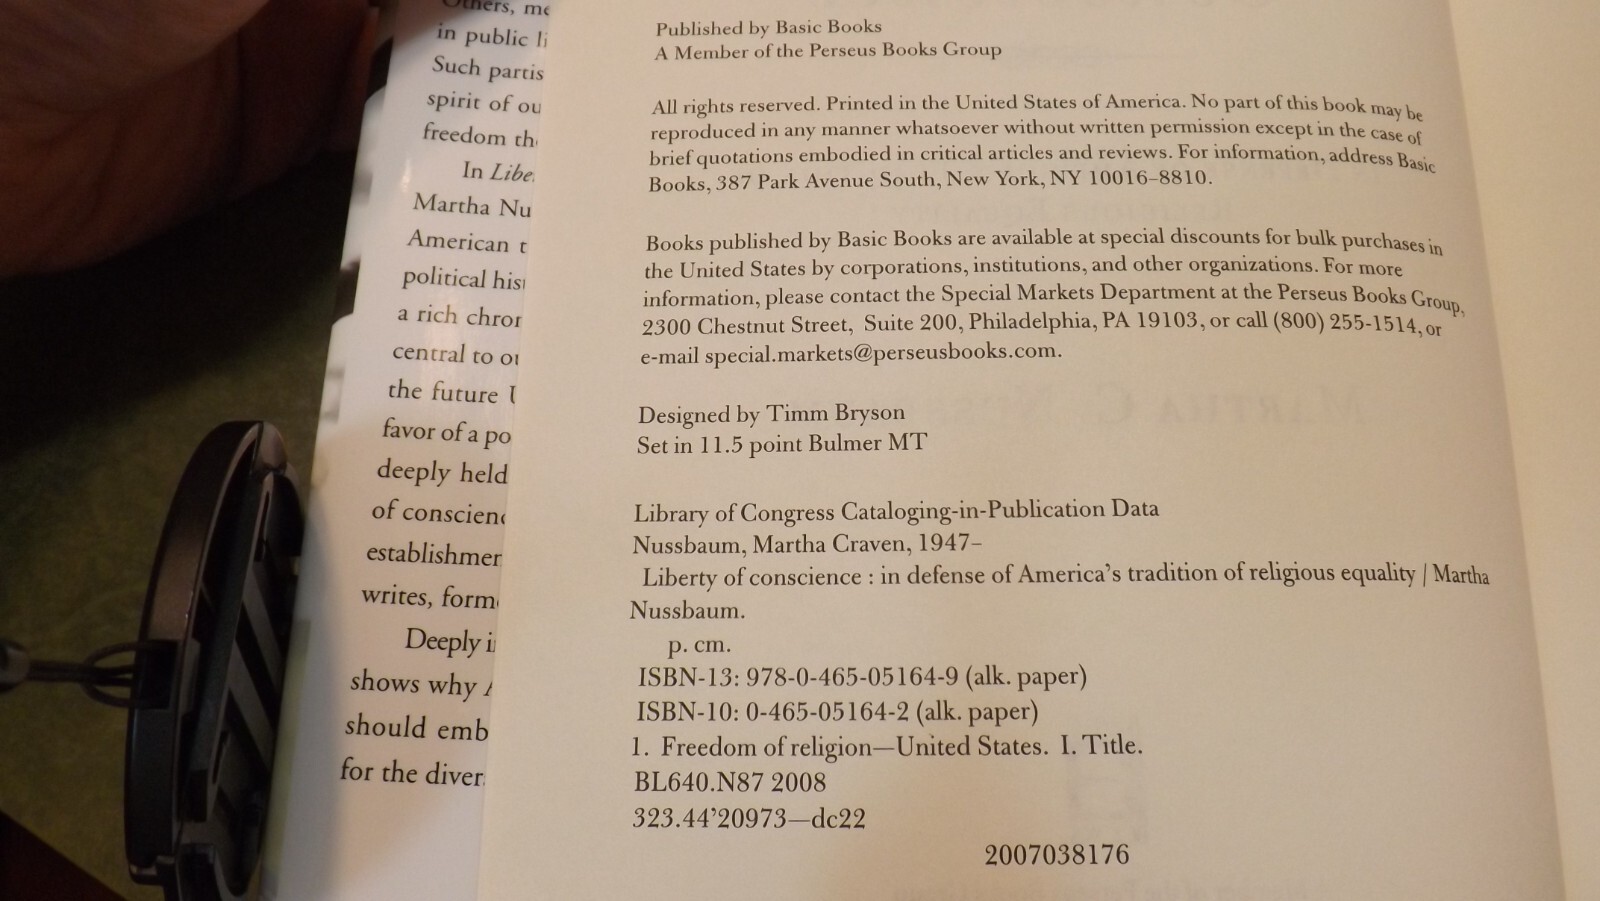 Others, me
in public li
Such partis
spirit of ou
freedom th
In Libe
Martha Nu
American t
political his
a rich chror
central to ou
the future U
favor of a po
deeply held
of conscienc
establishmen
writes, form
Deeply i
shows why A
should emb
for the diver
Published by Basic Books
A Member of the Perseus Books Group
All rights reserved. Printed in the United States of America. No part of this book may be
reproduced in any manner whatsoever without written permission except in the case of
brief quotations embodied in critical articles and reviews. For information, address Basic
Books, 387 Park Avenue South, New York, NY 10016–8810.
Books published by Basic Books are available at special discounts for bulk purchases in
the United States by corporations, institutions, and other organizations. For more
information, please contact the Special Markets Department at the Perseus Books Group,
2300 Chestnut Street, Suite 200, Philadelphia, PA 19103, or call (800) 255-1514, or
e-mail special.markets@perseusbooks.com.
Designed by Timm Bryson
Set in 11.5 point Bulmer MT
Library of Congress Cataloging-in-Publication Data
Nussbaum, Martha Craven, 1947–
Liberty of conscience : in defense of America’s tradition of religious equality / Martha
Nussbaum.
p. cm.
ISBN-13: 978-0-465-05164-9 (alk. paper)
ISBN-10: 0-465-05164-2 (alk. paper)
1. Freedom of religion—United States. I. Title.
BL640.N87 2008
323.44’20973—dc22
2007038176